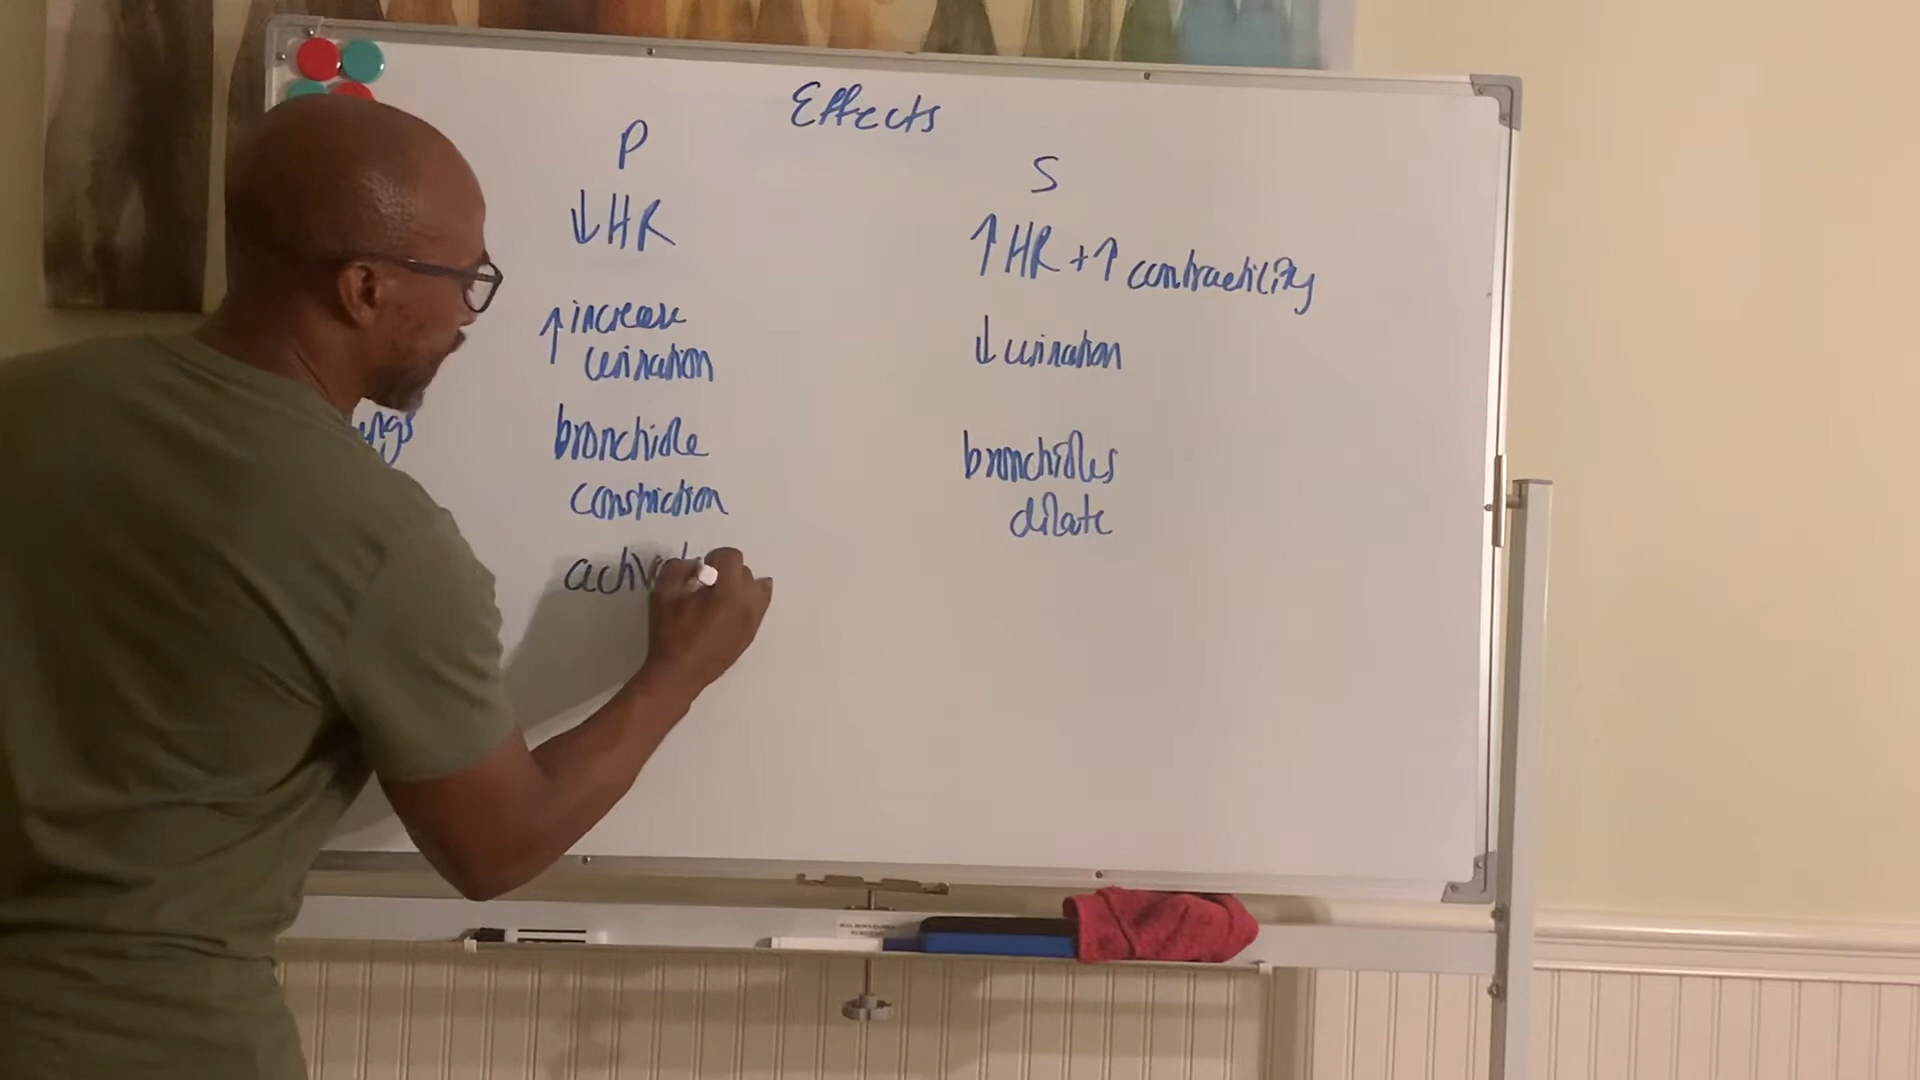 Effects
P
S
↓HR
↑HR + ↑ contractility
↑ increase
urination
↓ urination
bronchiole
constriction
bronchioles
dilate